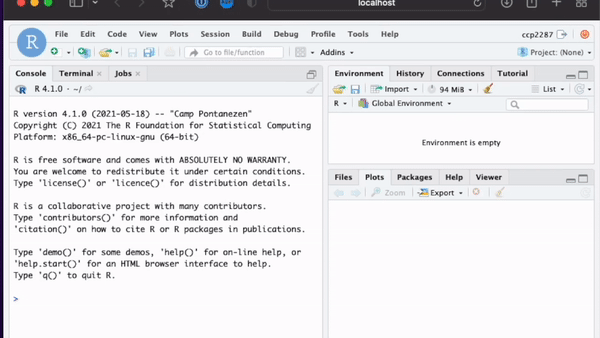 localhost
R File Edit Code View Plots Session Build Debug Profile Tools Help ccp2287
Go to file/function Addins Project: (None)
Console Terminal Jobs
R 4.1.0 · ~/
R version 4.1.0 (2021-05-18) -- "Camp Pontanezen"
Copyright (C) 2021 The R Foundation for Statistical Computing
Platform: x86_64-pc-linux-gnu (64-bit)
R is free software and comes with ABSOLUTELY NO WARRANTY.
You are welcome to redistribute it under certain conditions.
Type 'license()' or 'licence()' for distribution details.
R is a collaborative project with many contributors.
Type 'contributors()' for more information and
'citation()' on how to cite R or R packages in publications.
Type 'demo()' for some demos, 'help()' for on-line help, or
'help.start()' for an HTML browser interface to help.
Type 'q()' to quit R.
>
Environment History Connections Tutorial
Import 94 MiB List
R Global Environment
Environment is empty
Files Plots Packages Help Viewer
Zoom Export